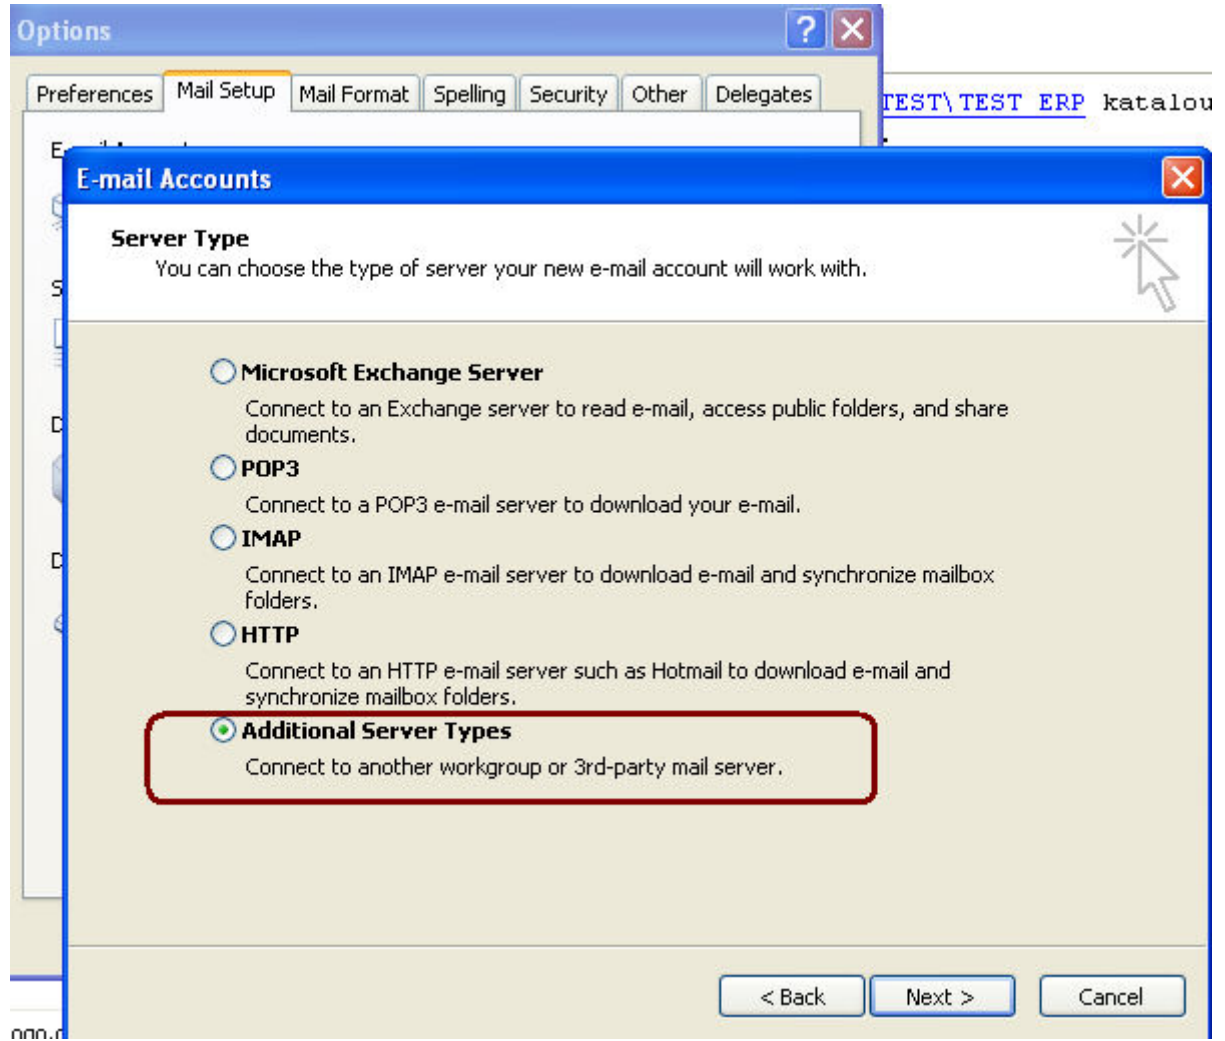 Options
Preferences Mail Setup Mail Format Spelling Security Other Delegates
TEST\TEST ERP katalou
E-mail Accounts
Server Type
You can choose the type of server your new e-mail account will work with.
Microsoft Exchange Server
Connect to an Exchange server to read e-mail, access public folders, and share
documents.
POP3
Connect to a POP3 e-mail server to download your e-mail.
IMAP
Connect to an IMAP e-mail server to download e-mail and synchronize mailbox
folders.
HTTP
Connect to an HTTP e-mail server such as Hotmail to download e-mail and
synchronize mailbox folders.
Additional Server Types
Connect to another workgroup or 3rd-party mail server.
< Back Next > Cancel